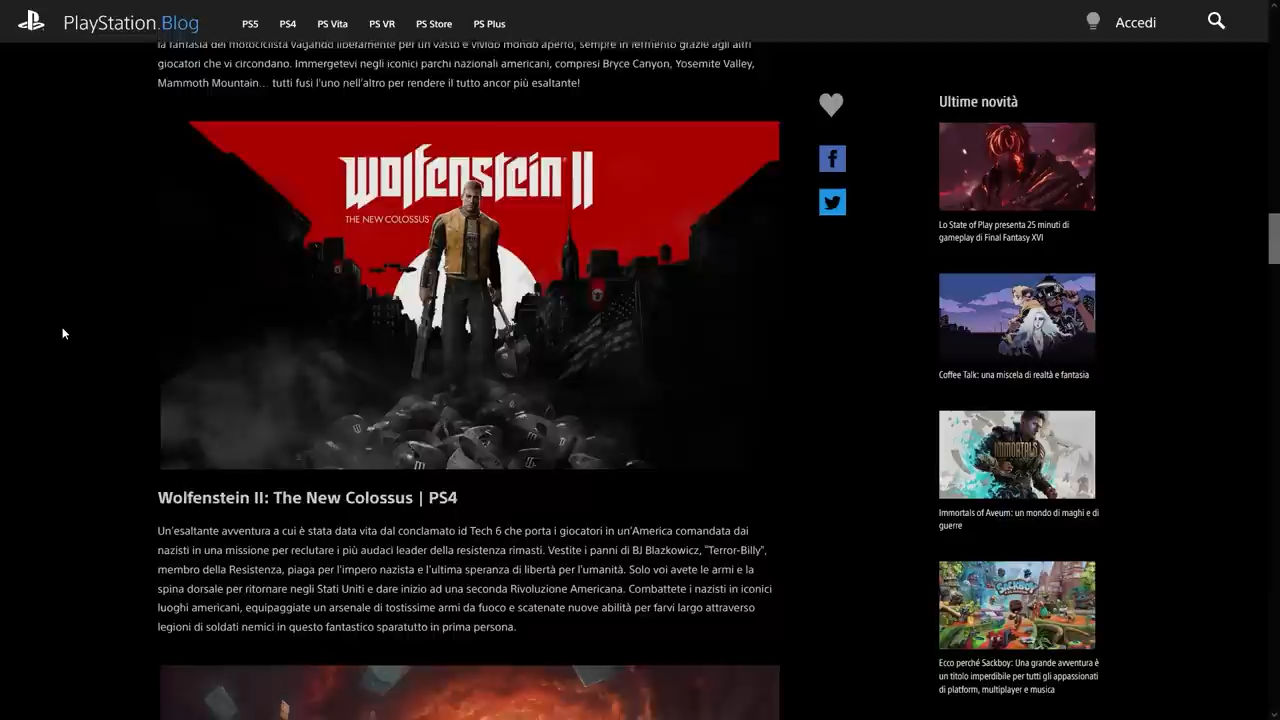 PlayStation.Blog
PS5
PS4
PS Vita
PS VR
PS Store
PS Plus
Accedi
la fantasia del motociclista vagando liberamente per un vasto e vivido mondo aperto, sempre in fermento grazie agli altri
giocatori che vi circondano. Immergetevi negli iconici parchi nazionali americani, compresi Bryce Canyon, Yosemite Valley,
Mammoth Mountain… tutti fusi l'uno nell'altro per rendere il tutto ancor più esaltante!
Wolfenstein II
THE NEW COLOSSUS
Wolfenstein II: The New Colossus | PS4
Un'esaltante avventura a cui è stata data vita dal conclamato id Tech 6 che porta i giocatori in un'America comandata dai
nazisti in una missione per reclutare i più audaci leader della resistenza rimasti. Vestite i panni di BJ Blazkowicz, "Terror-Billy",
membro della Resistenza, piaga per l'impero nazista e l'ultima speranza di libertà per l'umanità. Solo voi avete le armi e la
spina dorsale per ritornare negli Stati Uniti e dare inizio ad una seconda Rivoluzione Americana. Combattete i nazisti in iconici
luoghi americani, equipaggiate un arsenale di tostissime armi da fuoco e scatenate nuove abilità per farvi largo attraverso
legioni di soldati nemici in questo fantastico sparatutto in prima persona.
Ultime novità
Lo State of Play presenta 25 minuti di
gameplay di Final Fantasy XVI
Coffee Talk: una miscela di realtà e fantasia
IMMORTALS
Immortals of Aveum: un mondo di maghi e di
guerre
SACKBOY
Ecco perché Sackboy: Una grande avventura è
un titolo imperdibile per tutti gli appassionati
di platform, multiplayer e musica